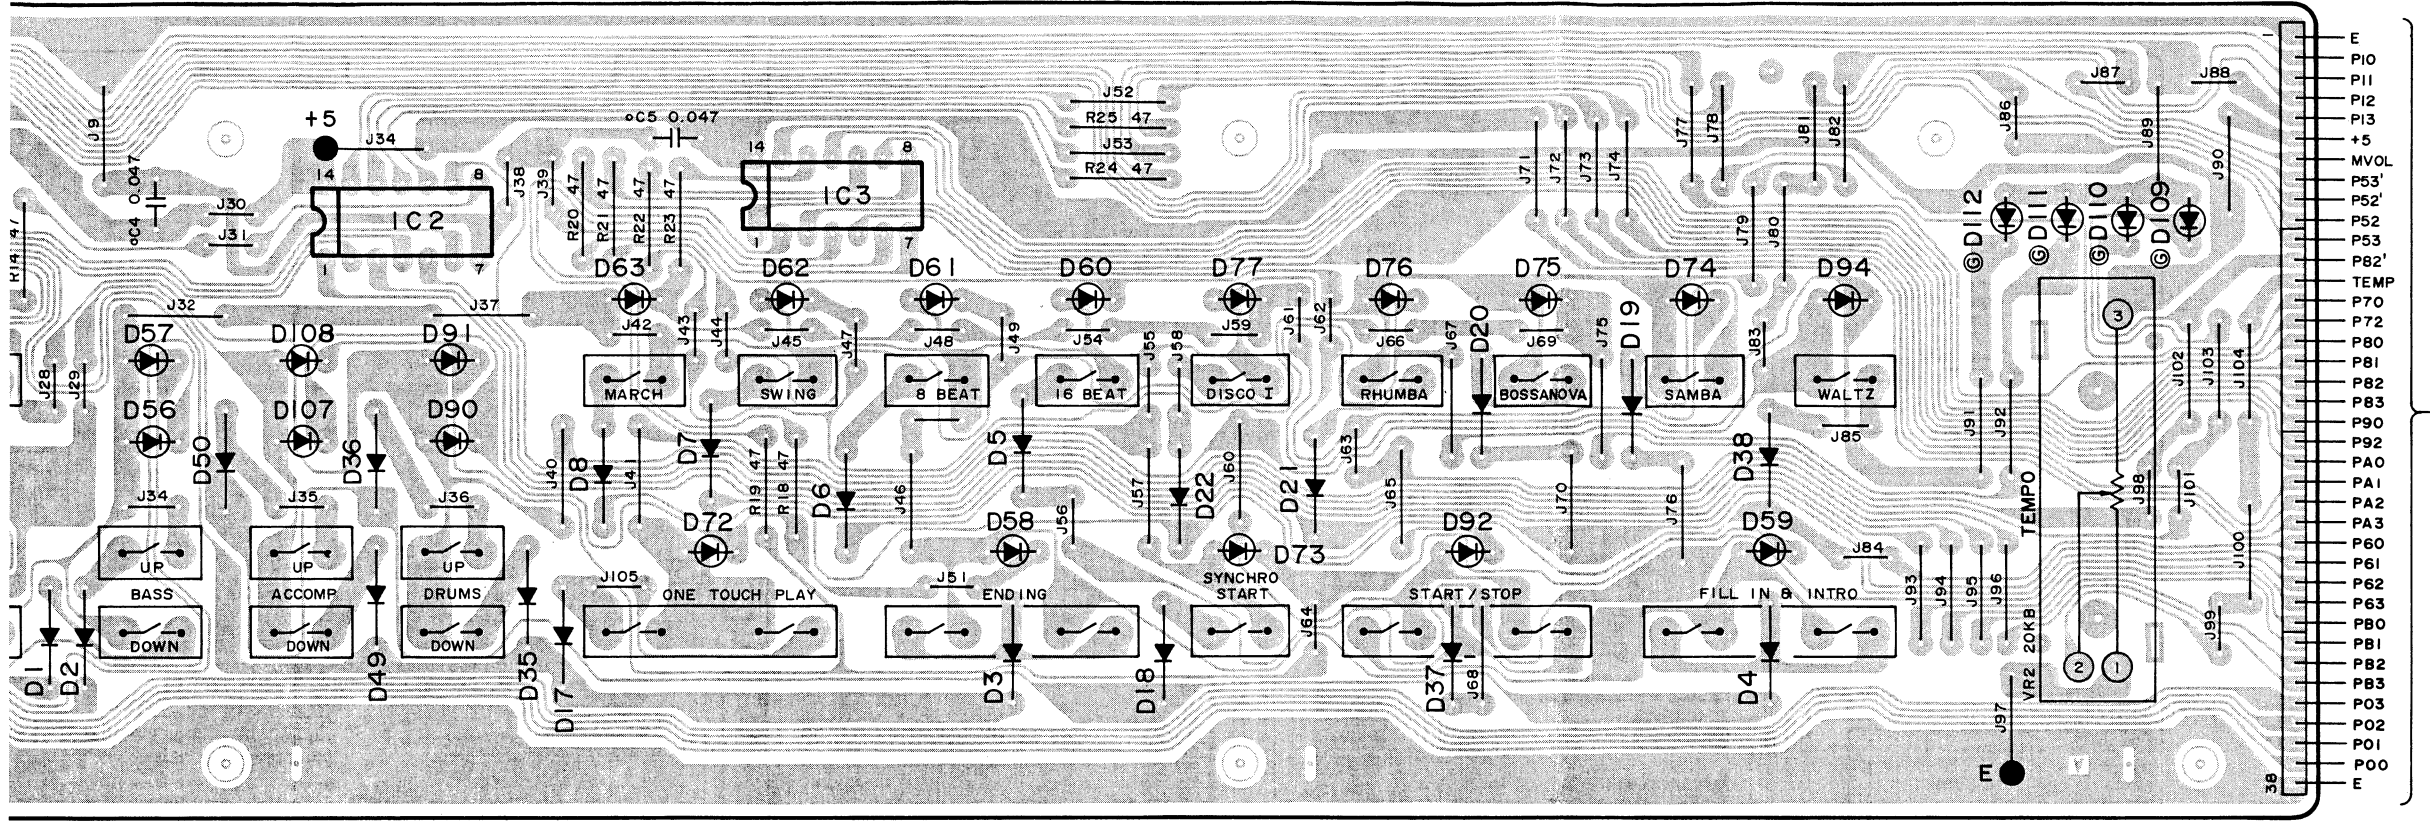 J9
oC4 0.047
+5
J34
14
8
IC2
1
7
J30
J31
R14 47
J28
J29
J32
J37
J38
J39
R20 47
R21 47
R22 47
R23 47
oC5 0.047
14
8
IC3
1
7
J52
R25 47
J53
R24 47
J71
J72
J73
J74
J77
J78
J81
J82
J79
J80
J86
J87
J88
J89
J90
G D112
G D111
G D110
G D109
D57
D108
D91
D63
D62
D61
D60
D77
D76
D75
D74
D94
J42
J43
J44
J45
J47
J48
J49
J54
J55
J58
J59
J61
J62
J66
J67
D20
J69
J75
D19
J83
MARCH
SWING
8 BEAT
16 BEAT
DISCO I
RHUMBA
BOSSANOVA
SAMBA
WALTZ
D56
D107
D90
D50
D36
J34
J35
J36
J40
D8
J41
D7
R19 47
R18 47
D6
J46
D5
J56
J57
D22
J60
D21
J63
J65
J70
J76
D38
J85
J91
J92
UP
UP
UP
BASS
ACCOMP
DRUMS
DOWN
DOWN
DOWN
D1
D2
D49
D35
D17
J105
D72
ONE TOUCH PLAY
J51
D58
ENDING
D3
D18
D73
SYNCHRO
START
J64
D92
START/STOP
D37
J68
D59
FILL IN & INTRO
D4
J84
J93
J94
J95
J96
TEMPO
VR2 20KB
3
2
1
J98
J101
J102
J103
J104
J100
J99
J97
E
1
38
E
P10
P11
P12
P13
+5
MVOL
P53'
P52'
P52
P53
P82'
TEMP
P70
P72
P80
P81
P82
P83
P90
P92
PA0
PA1
PA2
PA3
P60
P61
P62
P63
PB0
PB1
PB2
PB3
P03
P02
P01
P00
E